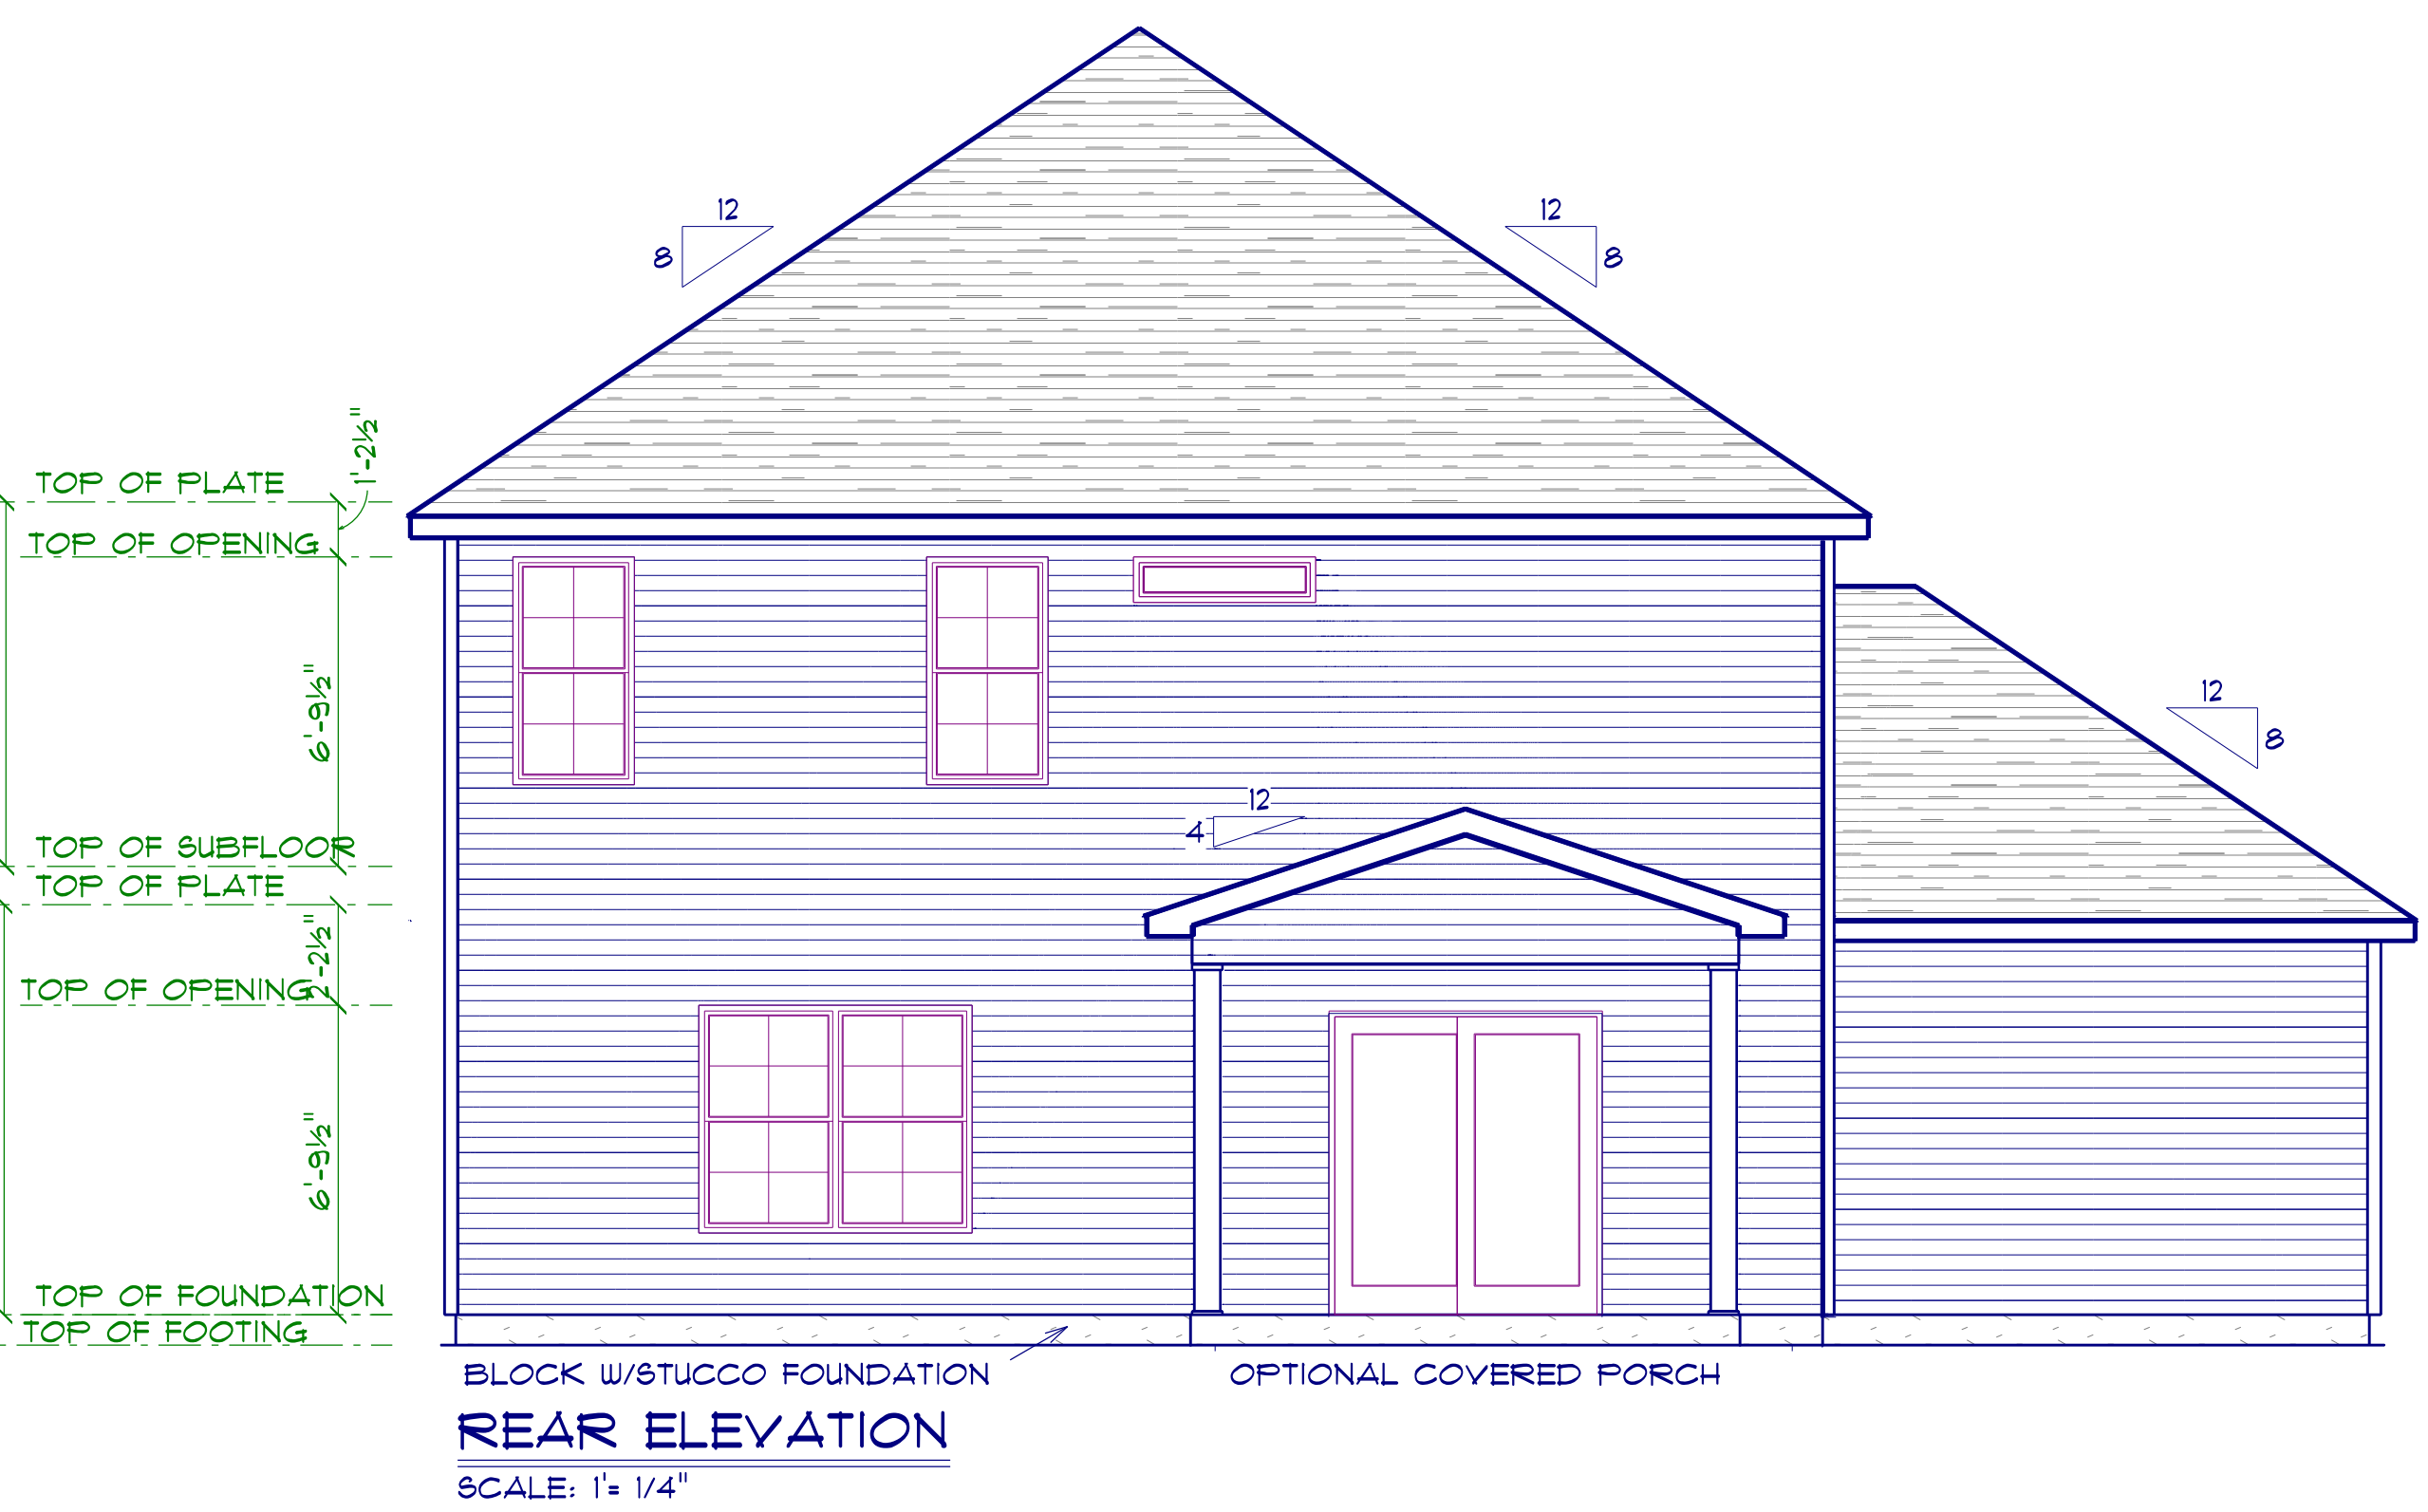 12
8
12
8
1'-2½"
TOP OF PLATE
TOP OF OPENING
6'-9½"
12
8
12
4
TOP OF SUBFLOOR
TOP OF PLATE
2'-2½"
TOP OF OPENING
6'-9½"
TOP OF FOUNDATION
TOP OF FOOTING
BLOCK W/STUCCO FOUNDATION
OPTIONAL COVERED PORCH
REAR ELEVATION
SCALE: 1'= 1/4"